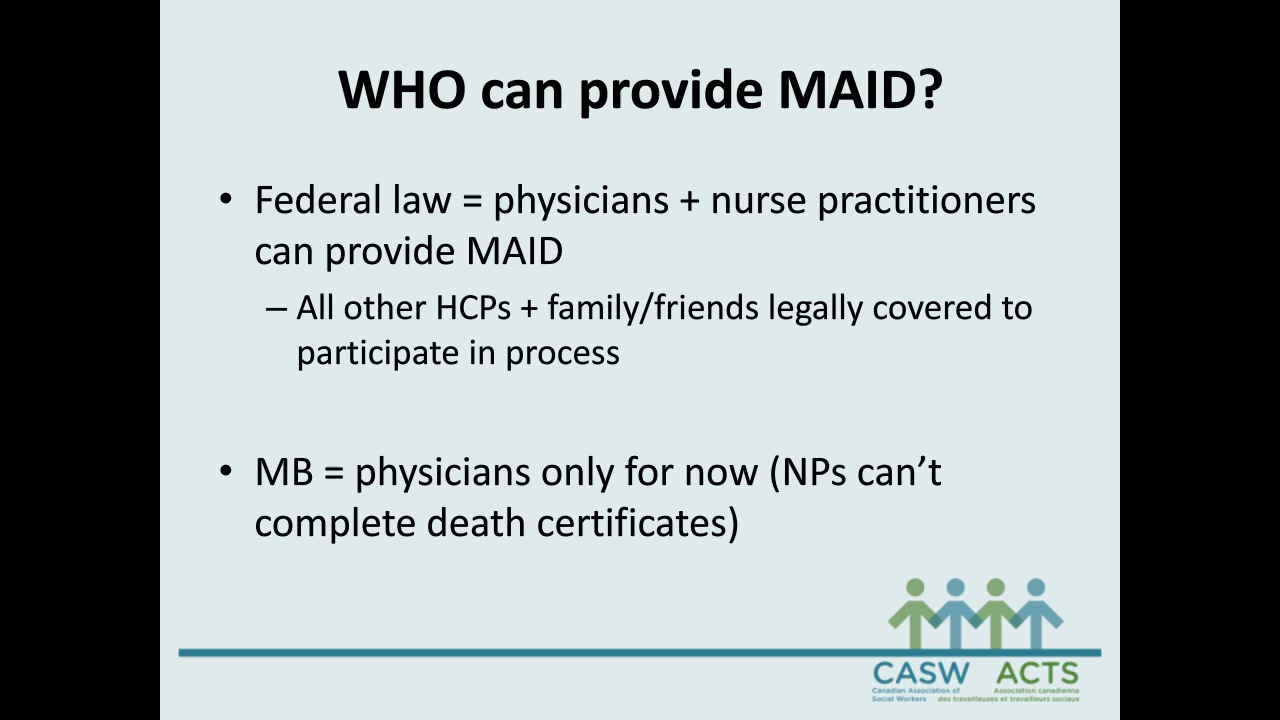 WHO can provide MAID?
• Federal law = physicians + nurse practitioners
can provide MAID
– All other HCPs + family/friends legally covered to
participate in process
• MB = physicians only for now (NPs can’t
complete death certificates)
CASW ACTS
Canadian Association of Association canadienne
Social Workers des travailleuses et travailleurs sociaux